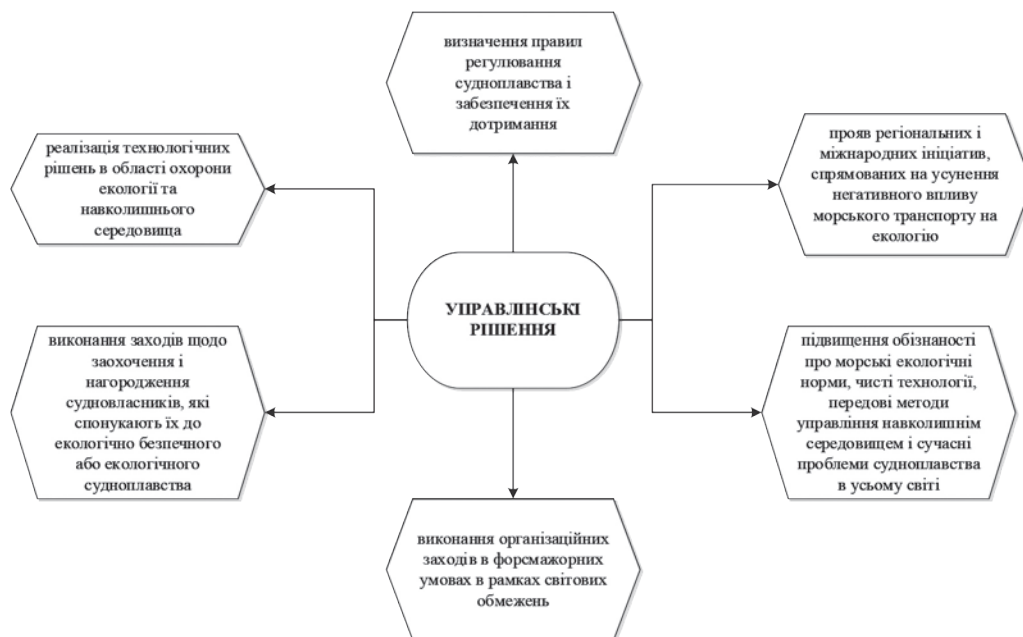 визначення правил
регулювання
судноплавства і
забезпечення їх
дотримання
реалізація технологічних
рішень в області охорони
екології та
навколишнього
середовища
прояв регіональних і
міжнародних ініціатив,
спрямованих на усунення
негативного впливу
морського транспорту на
екологію
УПРАВЛІНСЬКІ
РІШЕННЯ
виконання заходів щодо
заохочення і
нагородження
судновласників, які
спонукають їх до
екологічно безпечного
або екологічного
судноплавства
підвищення обізнаності
про морські екологічні
норми, чисті технології,
передові методи
управління навколишнім
середовищем і сучасні
проблеми судноплавства
в усьому світі
виконання організаційних
заходів в форсмажорних
умовах в рамках світових
обмежень